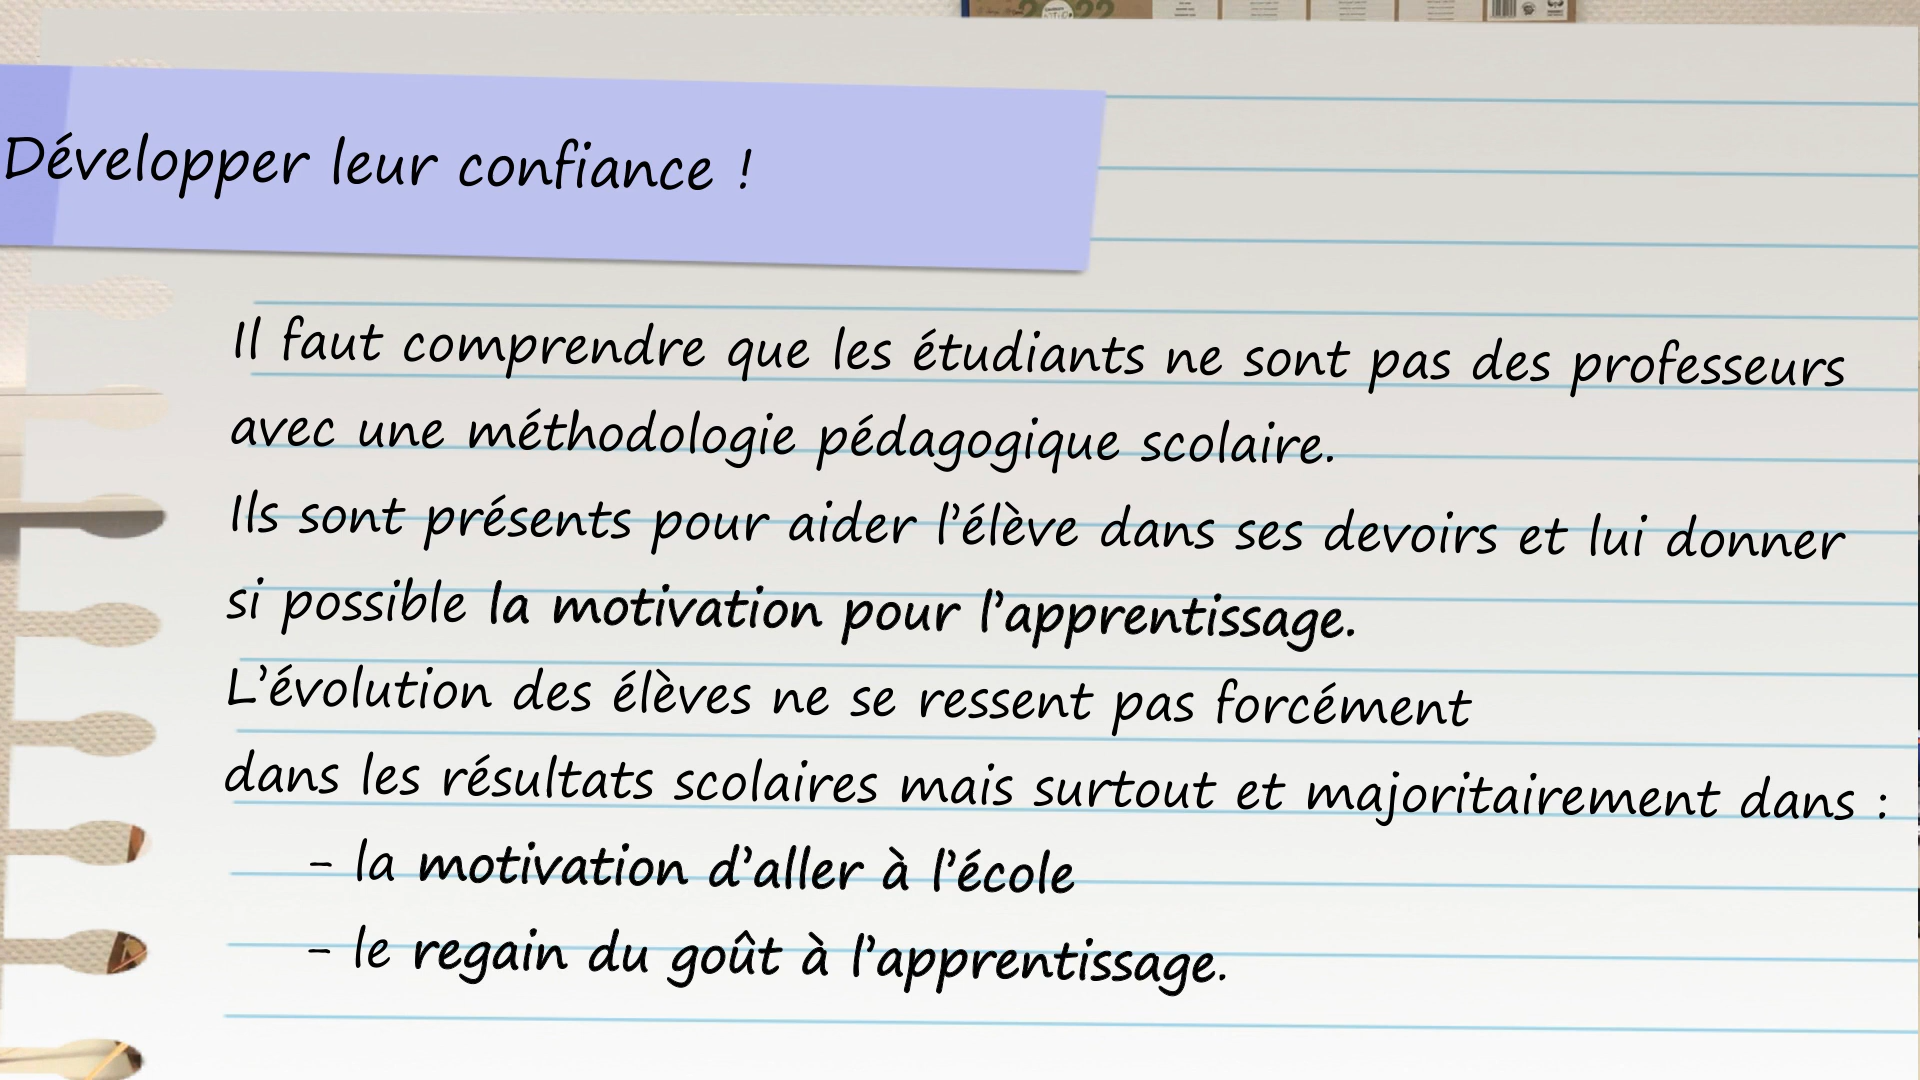 Développer leur confiance !
Il faut comprendre que les étudiants ne sont pas des professeurs
avec une méthodologie pédagogique scolaire.
Ils sont présents pour aider l'élève dans ses devoirs et lui donner
si possible la motivation pour l'apprentissage.
L'évolution des élèves ne se ressent pas forcément
dans les résultats scolaires mais surtout et majoritairement dans :
- la motivation d'aller à l'école
- le regain du goût à l'apprentissage.